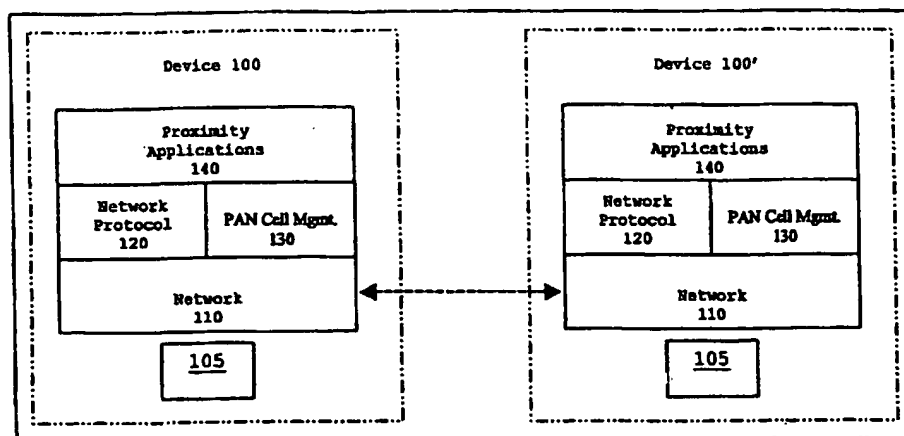 Device 100
Proximity
Applications
140
Network
Protocol
120
PAN Cell Mgmt.
130
Network
110
105
Device 100'
Proximity
Applications
140
Network
Protocol
120
PAN Cell Mgmt.
130
Network
110
105